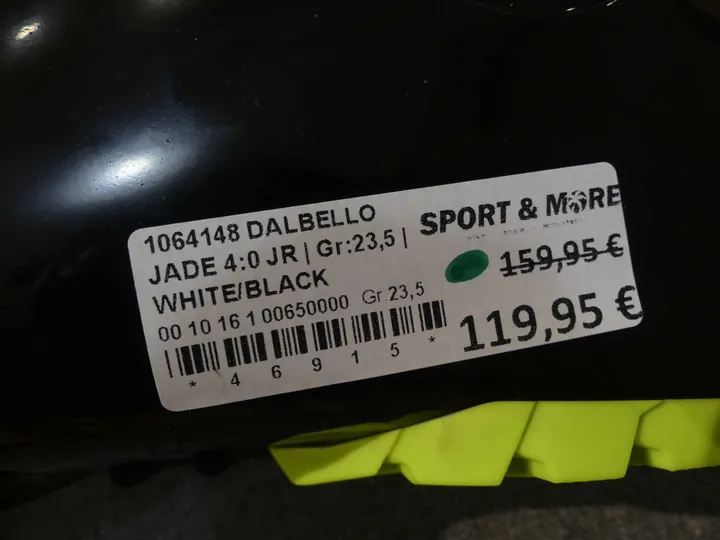 1064148 DALBELLO
JADE 4:0 JR | Gr:23,5 |
WHITE/BLACK
00 10 16 1 00650000 Gr.23,5
* 4 6 9 1 5 *
SPORT & MORE
159,95 €
119,95 €